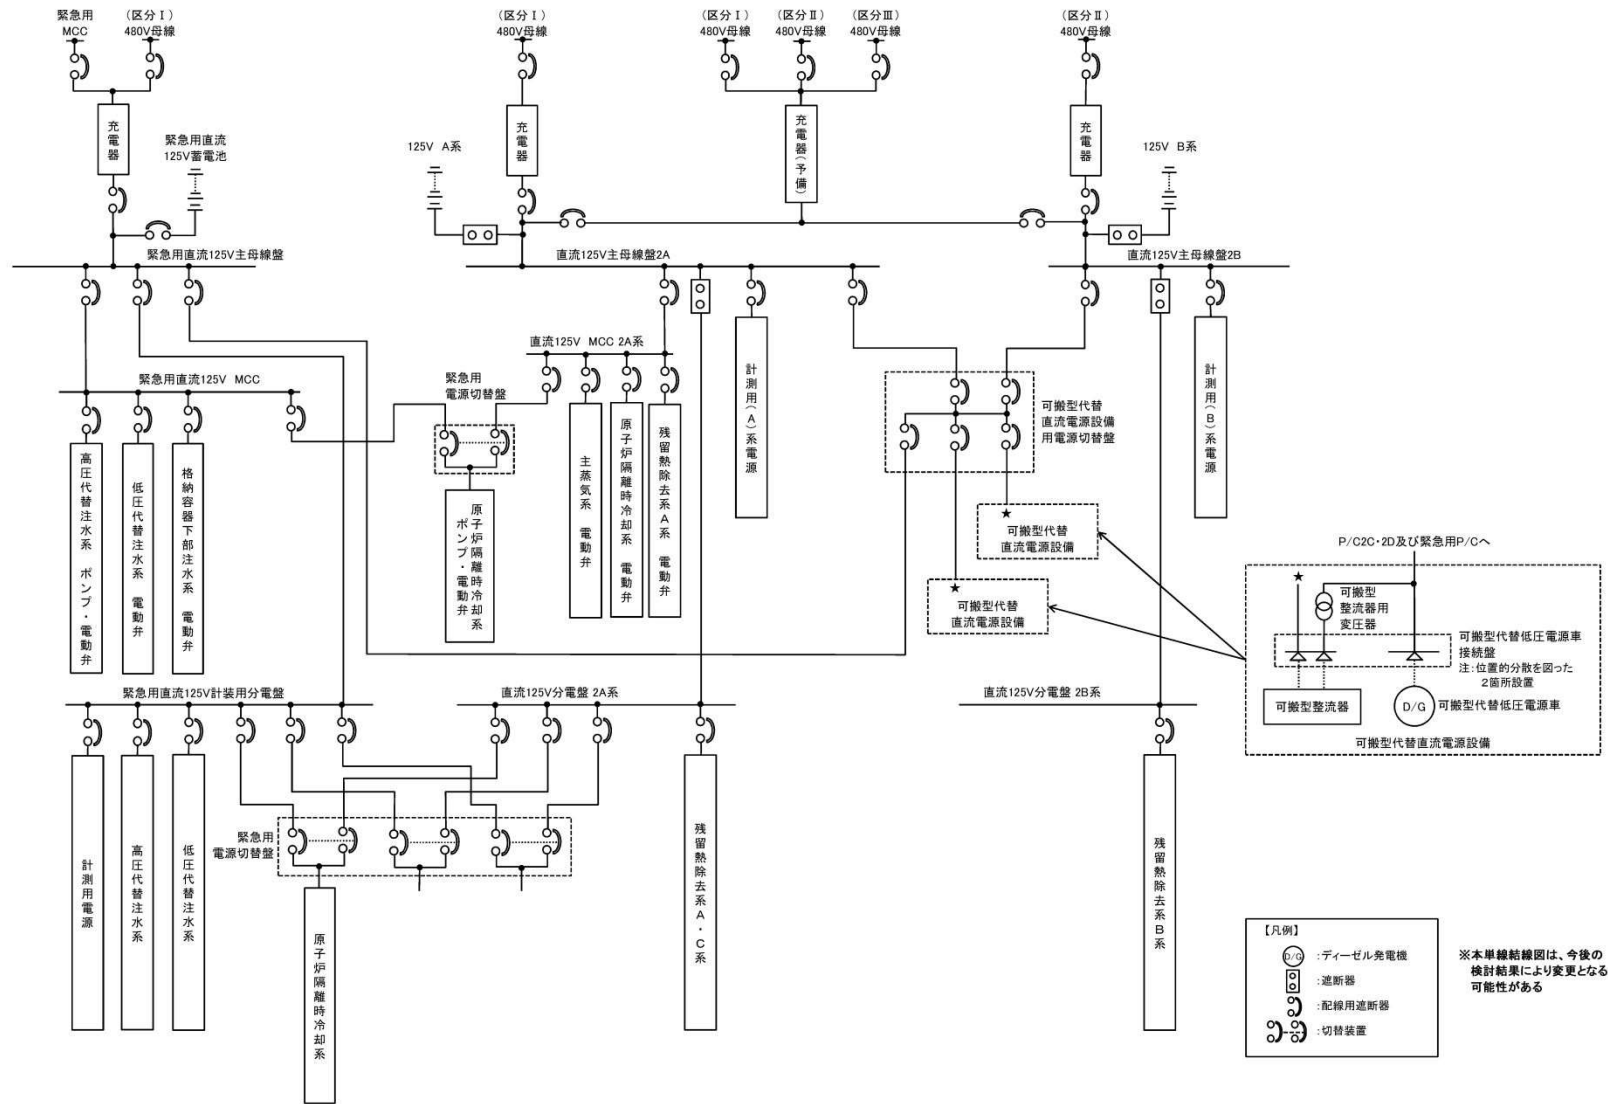 緊急用
MCC
(区分Ⅰ)
480V母線
(区分Ⅰ)
480V母線
(区分Ⅰ)
480V母線
(区分Ⅱ)
480V母線
(区分Ⅲ)
480V母線
(区分Ⅱ)
480V母線
充電器
緊急用直流
125V蓄電池
125V A系
充電器
充電器(予備)
充電器
125V B系
緊急用直流125V主母線盤
直流125V主母線盤2A
直流125V主母線盤2B
直流125V MCC 2A系
緊急用直流125V MCC
緊急用
電源切替盤
計測用(A)系電源
可搬型代替
直流電源設備
用電源切替盤
計測用(B)系電源
高圧代替注水系 ポンプ・電動弁
低圧代替注水系 電動弁
格納容器下部注水系 電動弁
原子炉隔離時冷却系
ポンプ・電動弁
主蒸気系 電動弁
原子炉隔離時冷却系 電動弁
残留熱除去系A系 電動弁
★
可搬型代替
直流電源設備
★
可搬型代替
直流電源設備
P/C2C・2D及び緊急用P/Cへ
★
可搬型
整流器用
変圧器
可搬型代替低圧電源車
接続盤
注:位置的分散を図った
2箇所設置
可搬型整流器
D/G
可搬型代替低圧電源車
可搬型代替直流電源設備
緊急用直流125V計装用分電盤
直流125V分電盤 2A系
直流125V分電盤 2B系
緊急用
電源切替盤
計測用電源
高圧代替注水系
低圧代替注水系
原子炉隔離時冷却系
残留熱除去系A・C系
残留熱除去系B系
【凡例】
D/G :ディーゼル発電機
:遮断器
:配線用遮断器
:切替装置
※本単線結線図は、今後の
検討結果により変更となる
可能性がある